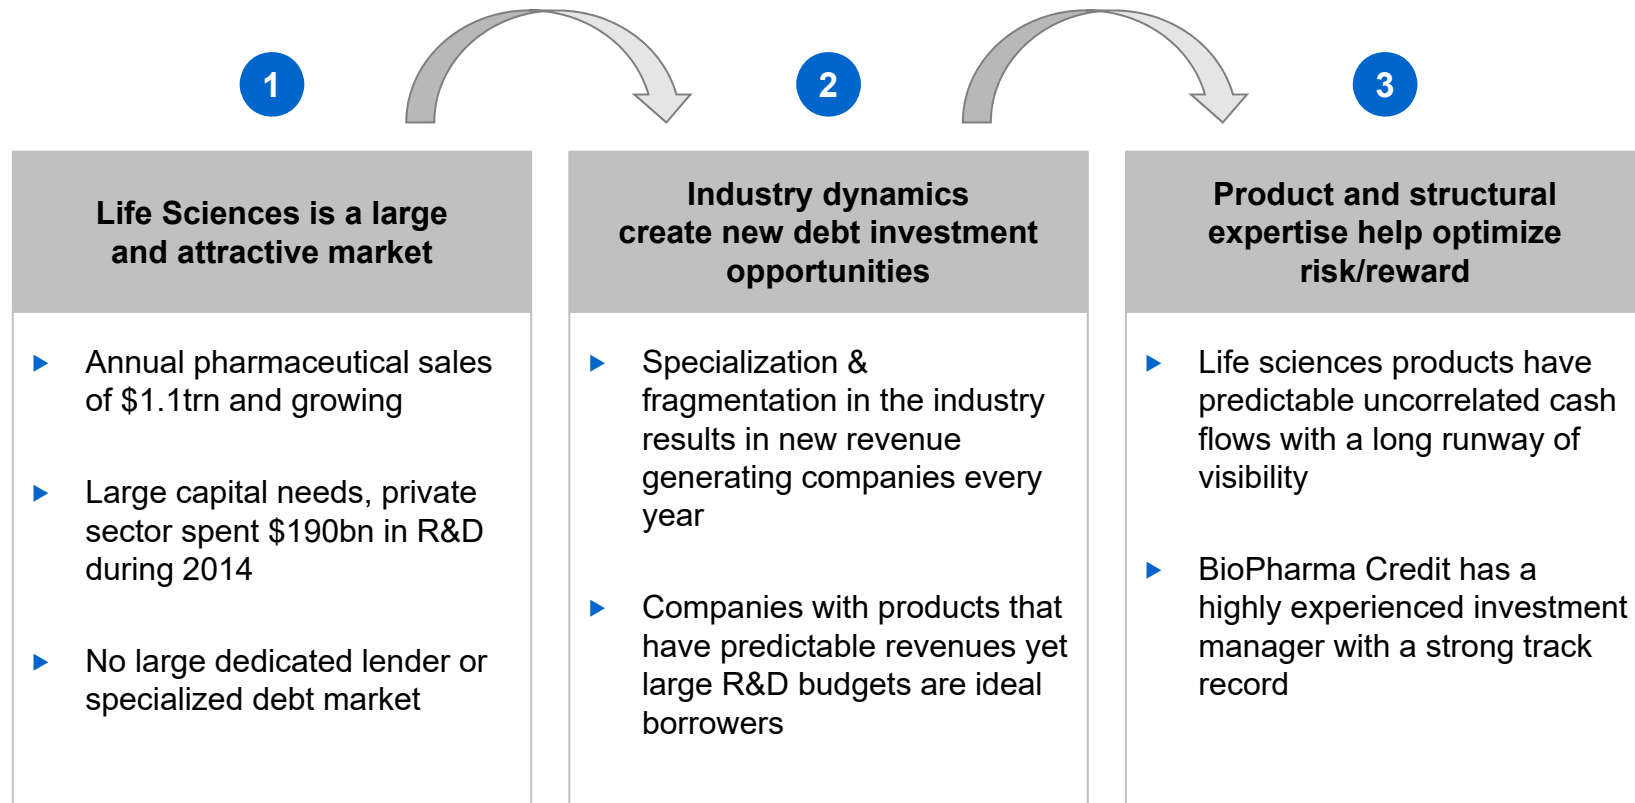 1
Life Sciences is a large
and attractive market
Annual pharmaceutical sales
of $1.1trn and growing
Large capital needs, private
sector spent $190bn in R&D
during 2014
No large dedicated lender or
specialized debt market
2
Industry dynamics
create new debt investment
opportunities
Specialization &
fragmentation in the industry
results in new revenue
generating companies every
year
Companies with products that
have predictable revenues yet
large R&D budgets are ideal
borrowers
3
Product and structural
expertise help optimize
risk/reward
Life sciences products have
predictable uncorrelated cash
flows with a long runway of
visibility
BioPharma Credit has a
highly experienced investment
manager with a strong track
record